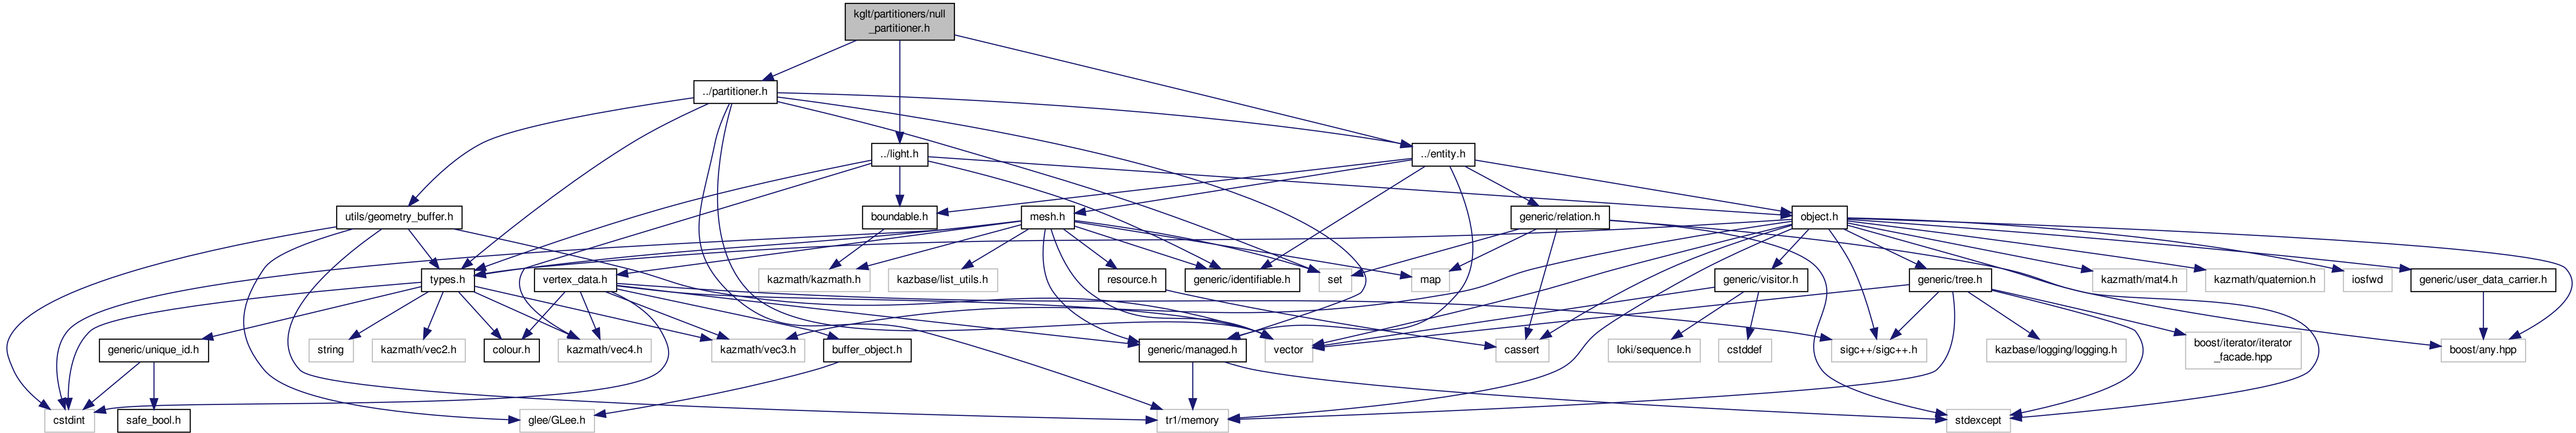 kglt/partitioners/null
_partitioner.h
../partitioner.h
../light.h
../entity.h
utils/geometry_buffer.h
boundable.h
mesh.h
generic/relation.h
object.h
types.h
vertex_data.h
kazmath/kazmath.h
kazbase/list_utils.h
resource.h
generic/identifiable.h
set
map
generic/visitor.h
generic/tree.h
kazmath/mat4.h
kazmath/quaternion.h
iosfwd
generic/user_data_carrier.h
generic/unique_id.h
string
kazmath/vec2.h
colour.h
kazmath/vec4.h
kazmath/vec3.h
buffer_object.h
generic/managed.h
vector
cassert
loki/sequence.h
cstddef
sigc++/sigc++.h
kazbase/logging/logging.h
boost/iterator/iterator
_facade.hpp
boost/any.hpp
cstdint
safe_bool.h
glee/GLee.h
tr1/memory
stdexcept